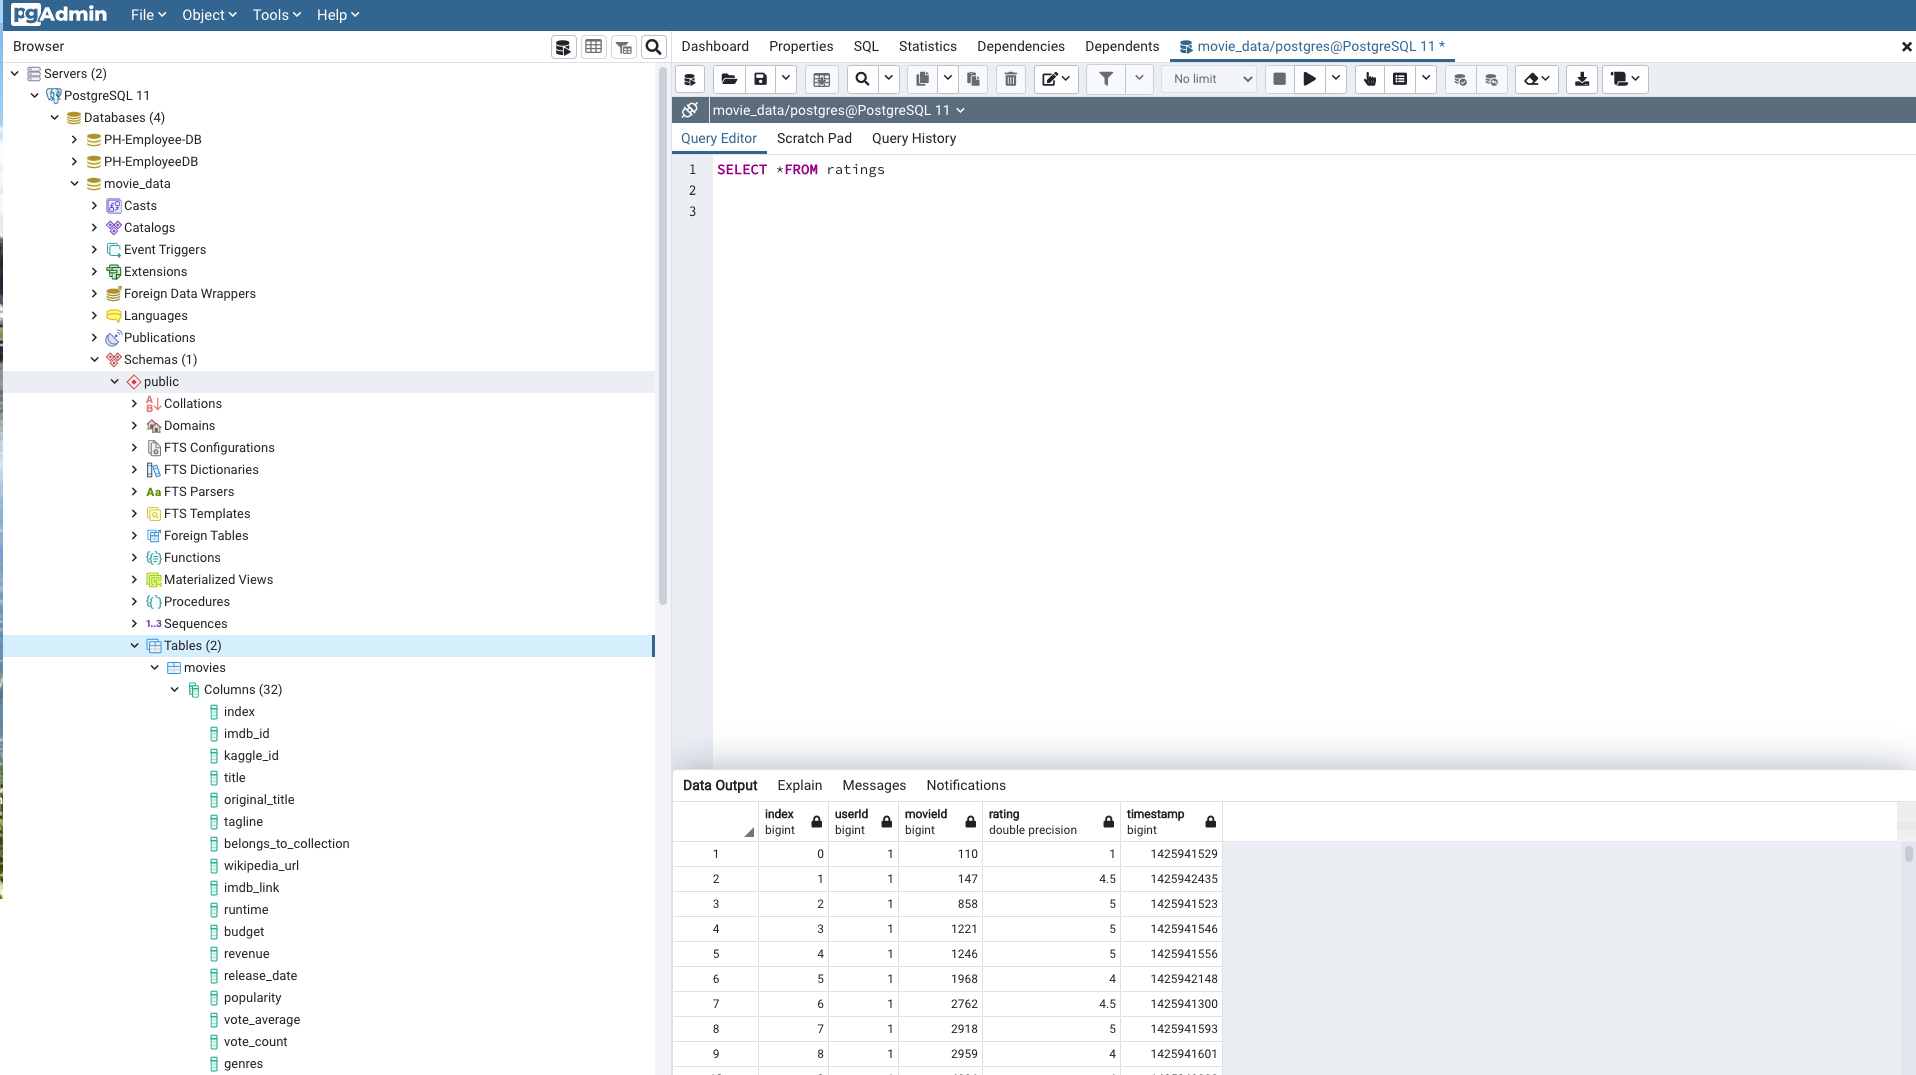 pgAdmin File Object Tools Help
Browser
Dashboard Properties SQL Statistics Dependencies Dependents movie_data/postgres@PostgreSQL 11 *
No limit
movie_data/postgres@PostgreSQL 11
Query Editor Scratch Pad Query History
1 SELECT *FROM ratings
2
3
Servers (2)
PostgreSQL 11
Databases (4)
PH-Employee-DB
PH-EmployeeDB
movie_data
Casts
Catalogs
Event Triggers
Extensions
Foreign Data Wrappers
Languages
Publications
Schemas (1)
public
Collations
Domains
FTS Configurations
FTS Dictionaries
Aa FTS Parsers
FTS Templates
Foreign Tables
Functions
Materialized Views
Procedures
1..3 Sequences
Tables (2)
movies
Columns (32)
index
imdb_id
kaggle_id
title
original_title
tagline
belongs_to_collection
wikipedia_url
imdb_link
runtime
budget
revenue
release_date
popularity
vote_average
vote_count
genres
Data Output Explain Messages Notifications
index userId movieId rating timestamp
bigint bigint bigint double precision bigint
1 0 1 110 1 1425941529
2 1 1 147 4.5 1425942435
3 2 1 858 5 1425941523
4 3 1 1221 5 1425941546
5 4 1 1246 5 1425941556
6 5 1 1968 4 1425942148
7 6 1 2762 4.5 1425941300
8 7 1 2918 5 1425941593
9 8 1 2959 4 1425941601